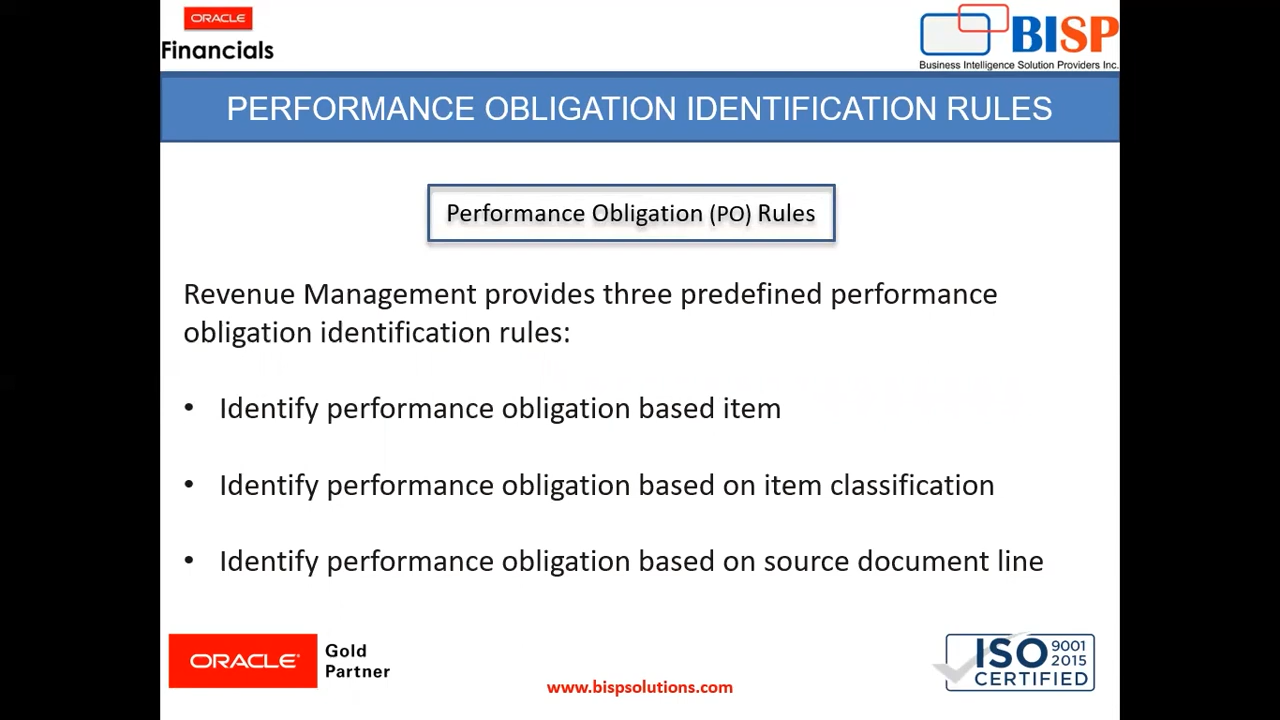 ORACLE
Financials
BISP
Business Intelligence Solution Providers Inc.
PERFORMANCE OBLIGATION IDENTIFICATION RULES
Performance Obligation (PO) Rules
Revenue Management provides three predefined performance
obligation identification rules:
• Identify performance obligation based item
• Identify performance obligation based on item classification
• Identify performance obligation based on source document line
ORACLE®
Gold
Partner
www.bispsolutions.com
ISO 9001
2015
CERTIFIED